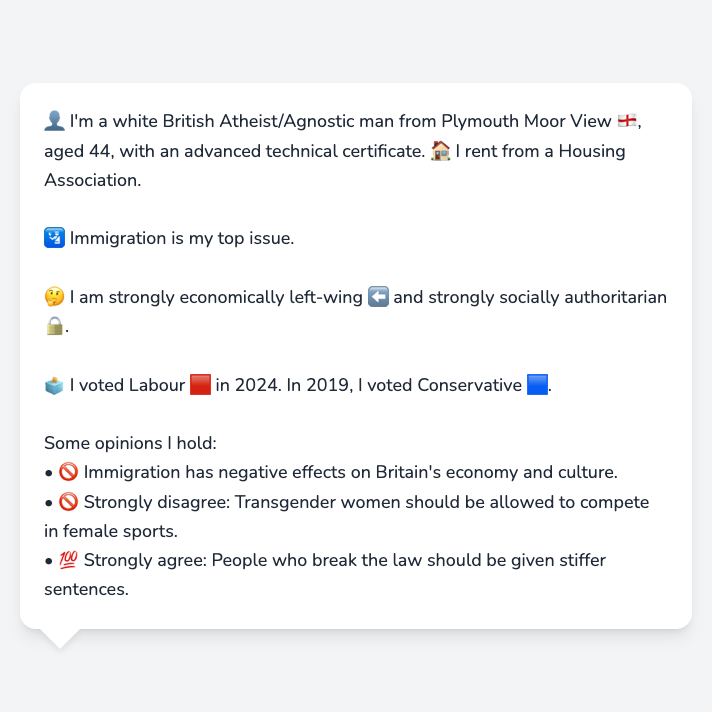 👤 I'm a white British Atheist/Agnostic man from Plymouth Moor View 🏴󠁧󠁢󠁥󠁮󠁧󠁿,
aged 44, with an advanced technical certificate. 🏠 I rent from a Housing
Association.
🛂 Immigration is my top issue.
🤔 I am strongly economically left-wing ⬅️ and strongly socially authoritarian
🔒.
🗳️ I voted Labour 🟥 in 2024. In 2019, I voted Conservative 🟦.
Some opinions I hold:
• 🚫 Immigration has negative effects on Britain's economy and culture.
• 🚫 Strongly disagree: Transgender women should be allowed to compete
in female sports.
• 💯 Strongly agree: People who break the law should be given stiffer
sentences.